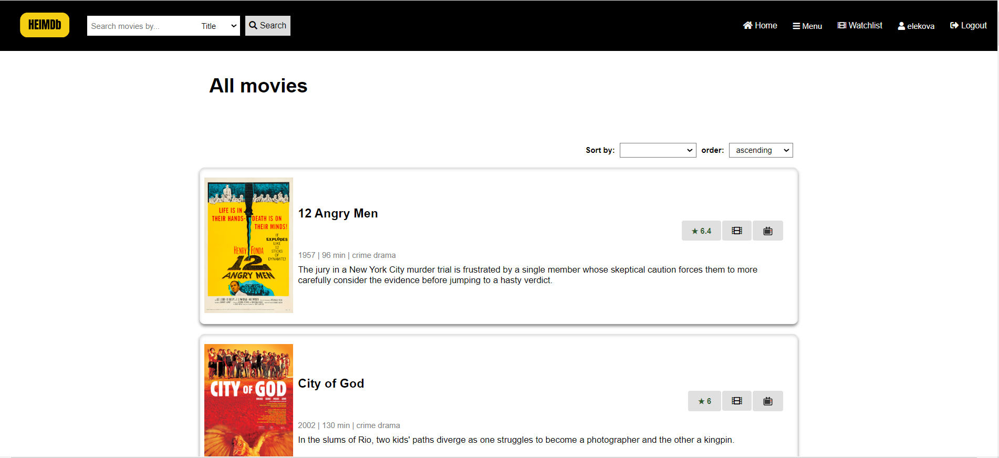 HEIMDb
Search movies by... Title Search
Home Menu Watchlist elekova Logout
All movies
Sort by: order: ascending
LIFE IS IN
THEIR HANDS- DEATH IS ON
THEIR MINDS!
IT
EXPLODES
LIKE
12
STICKS
OF
DYNAMITE!
HENRY FONDA
12
ANGRY MEN
12 Angry Men
★ 6.4
1957 | 96 min | crime drama
The jury in a New York City murder trial is frustrated by a single member whose skeptical caution forces them to more
carefully consider the evidence before jumping to a hasty verdict.
CITY OF GOD
City of God
★ 6
2002 | 130 min | crime drama
In the slums of Rio, two kids' paths diverge as one struggles to become a photographer and the other a kingpin.